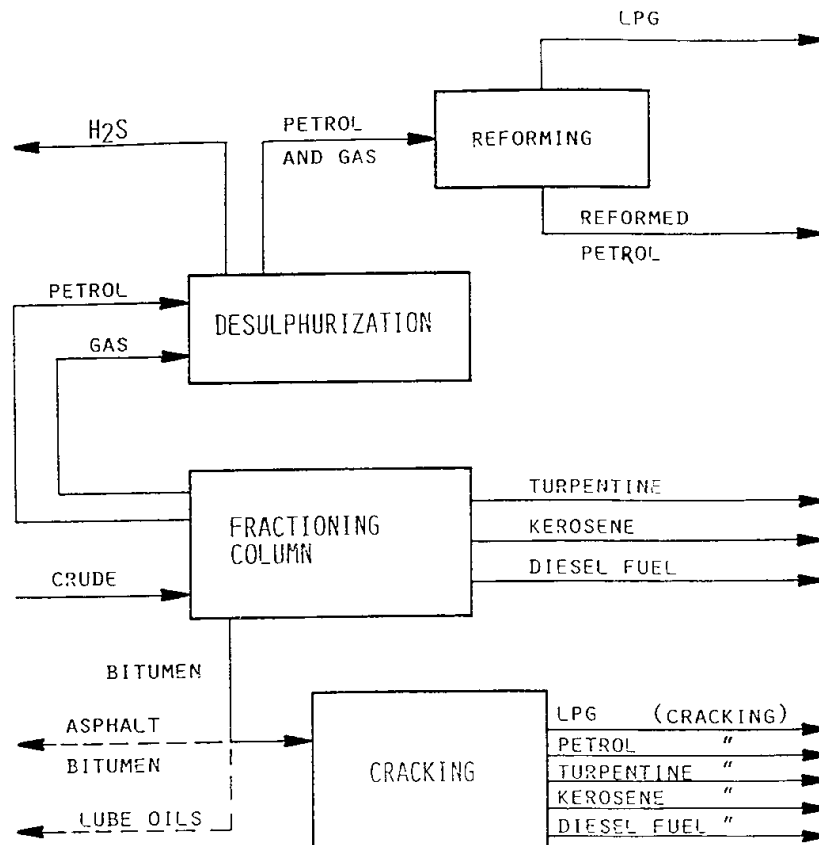 LPG
H2S
PETROL
AND GAS
REFORMING
REFORMED
PETROL
PETROL
DESULPHURIZATION
GAS
TURPENTINE
FRACTIONING
COLUMN
KEROSENE
DIESEL FUEL
CRUDE
BITUMEN
ASPHALT
BITUMEN
LUBE OILS
CRACKING
LPG (CRACKING)
PETROL "
TURPENTINE "
KEROSENE "
DIESEL FUEL "